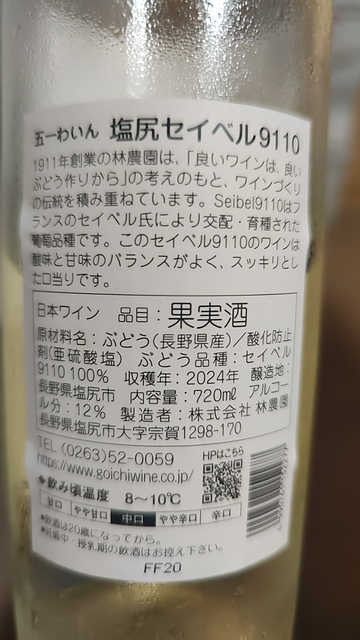 五一わいん 塩尻セイベル9110
1911年創業の林農園は、「良いワインは、良い
ぶどう作りから」の考えのもと、ワインづくり
の伝統を積み重ねています。Seibel9110はフ
ランスのセイベル氏により交配・育種された
葡萄品種です。このセイベル9110のワインは
酸味と甘味のバランスがよく、スッキリとし
た口当りです。
日本ワイン 品目：果実酒
原材料名：ぶどう(長野県産)／酸化防止
剤(亜硫酸塩) ぶどう品種：セイベル
9110 100% 収穫年：2024年 醸造地：
長野県塩尻市 内容量：720mℓ アルコー
ル分：12% 製造者：株式会社 林農園
長野県塩尻市大字宗賀1298-170
TEL (0263)52-0059
https://www.goichiwine.co.jp/
HPはこちら
●飲み頃温度 8～10℃
甘口 やや甘口 中口 やや辛口 辛口
●飲酒は20歳になってから。
●妊娠中・授乳期の飲酒はお控え下さい。
FF20